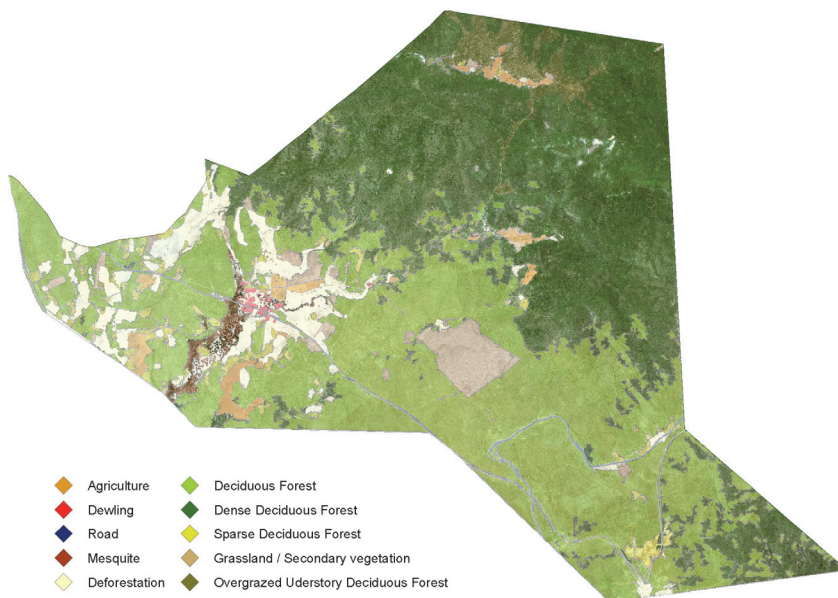 Agriculture
Dewling
Road
Mesquite
Deforestation
Deciduous Forest
Dense Deciduous Forest
Sparse Deciduous Forest
Grassland / Secondary vegetation
Overgrazed Uderstory Deciduous Forest